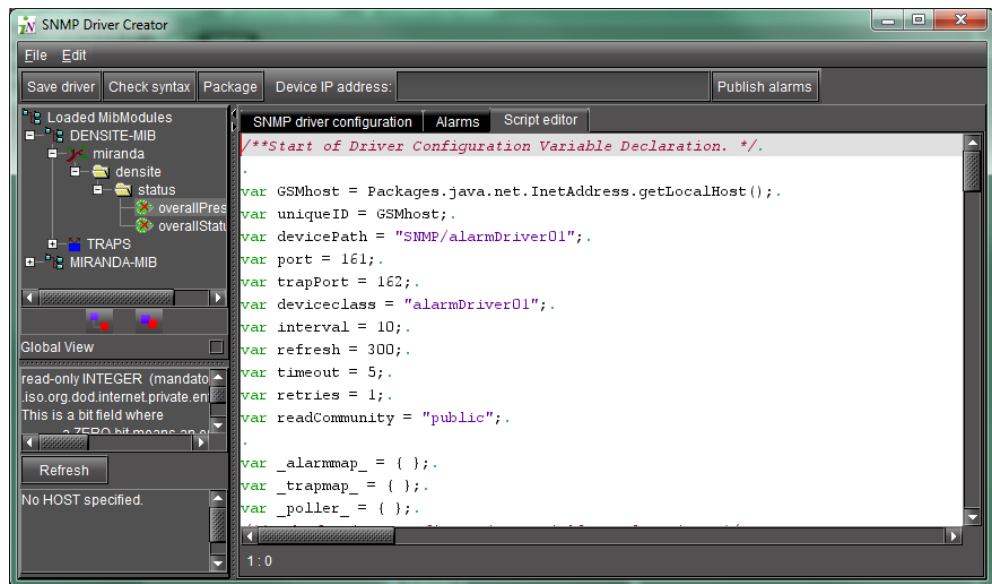 SNMP Driver Creator
File Edit
Save driver Check syntax Package Device IP address: Publish alarms
Loaded MibModules
DENSITE-MIB
miranda
densite
status
overallPres
overallStatu
TRAPS
MIRANDA-MIB
Global View
read-only INTEGER (mandato
.iso.org.dod.internet.private.en
This is a bit field where
a ZERO bit means an
Refresh
No HOST specified.
SNMP driver configuration Alarms Script editor
/**Start of Driver Configuration Variable Declaration. */.
.
var GSMhost = Packages.java.net.InetAddress.getLocalHost();.
var uniqueID = GSMhost;.
var devicePath = "SNMP/alarmDriver01";.
var port = 161;.
var trapPort = 162;.
var deviceclass = "alarmDriver01";.
var interval = 10;.
var refresh = 300;.
var timeout = 5;.
var retries = 1;.
var readCommunity = "public";.
.
var _alarmmap_ = { };.
var _trapmap_ = { };.
var _poller_ = { };.
1:0